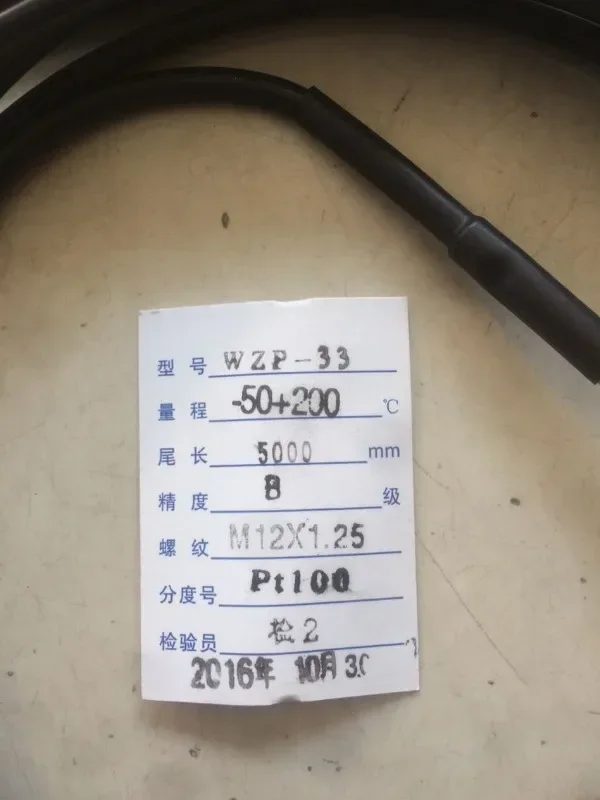 型号 WZP-33
量程 -50+200 ℃
尾长 5000 mm
精度 B 级
螺纹 M12X1.25
分度号 Pt100
检验员 检2
2016年 10月 30